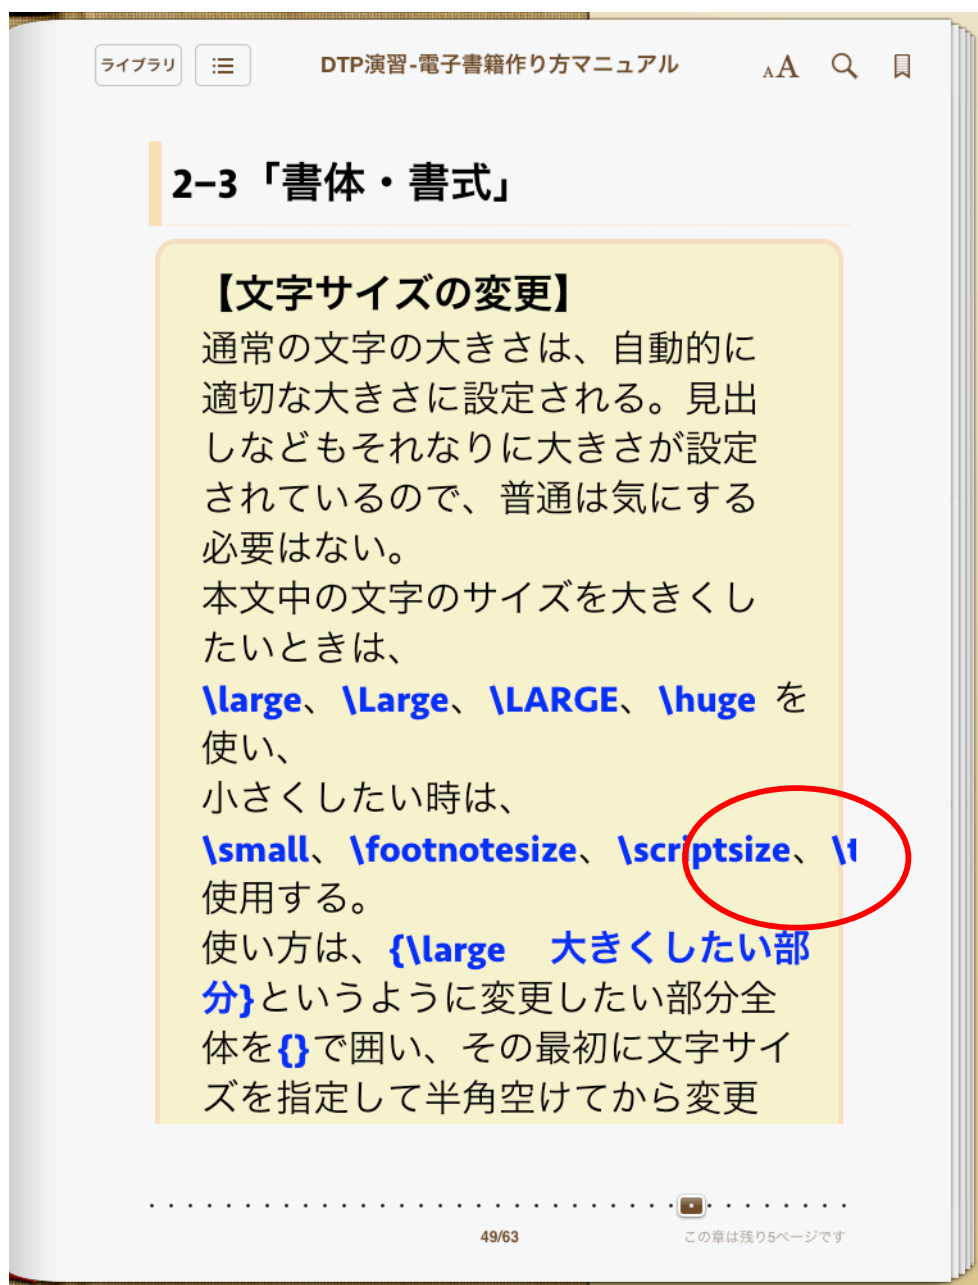 ライブラリ
DTP演習-電子書籍作り方マニュアル
AA
2-3「書体・書式」
【文字サイズの変更】
通常の文字の大きさは、自動的に
適切な大きさに設定される。見出
しなどもそれなりに大きさが設定
されているので、普通は気にする
必要はない。
本文中の文字のサイズを大きくし
たいときは、
\large、\Large、\LARGE、\huge を
使い、
小さくしたい時は、
\small、\footnotesize、\scriptsize、\t
使用する。
使い方は、{\large　大きくしたい部
分}というように変更したい部分全
体を{}で囲い、その最初に文字サイ
ズを指定して半角空けてから変更
49/63
この章は残り5ページです